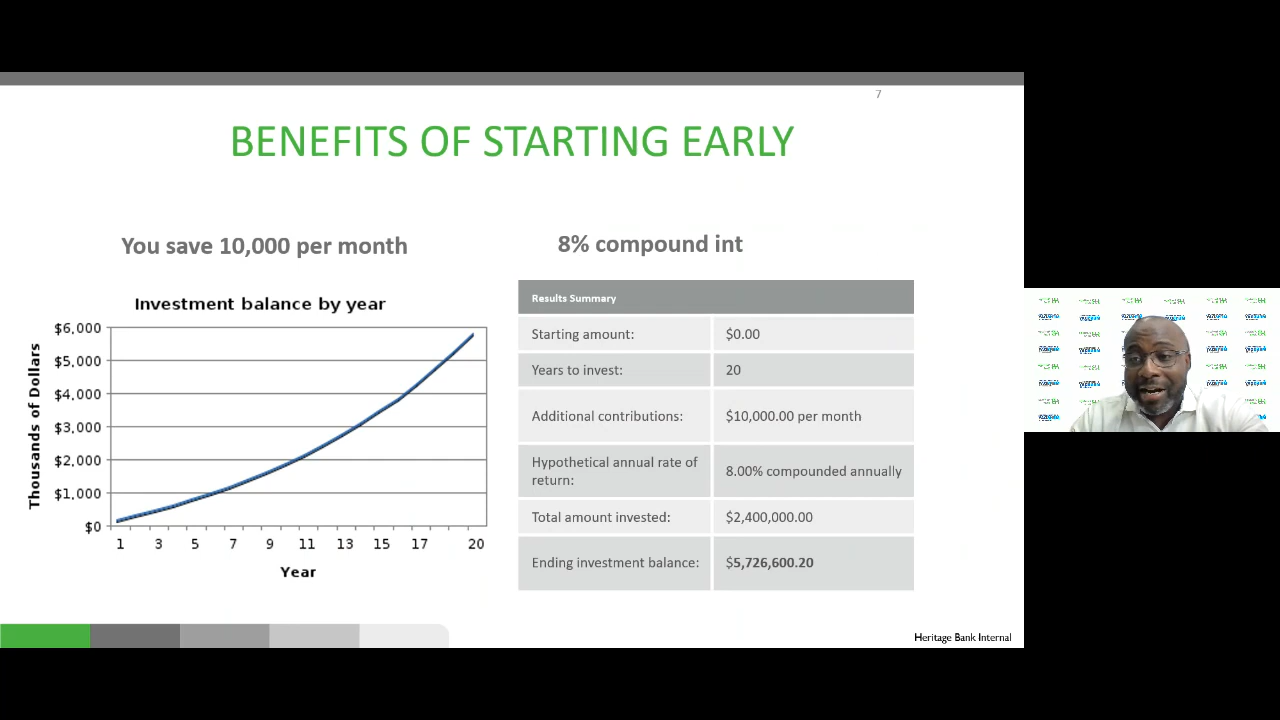 7
BENEFITS OF STARTING EARLY
You save 10,000 per month
8% compound int
Investment balance by year
$6,000
$5,000
$4,000
$3,000
$2,000
$1,000
$0
Thousands of Dollars
1 3 5 7 9 11 13 15 17 20
Year
Results Summary
Starting amount: $0.00
Years to invest: 20
Additional contributions: $10,000.00 per month
Hypothetical annual rate of
return: 8.00% compounded annually
Total amount invested: $2,400,000.00
Ending investment balance: $5,726,600.20
Heritage Bank Internal